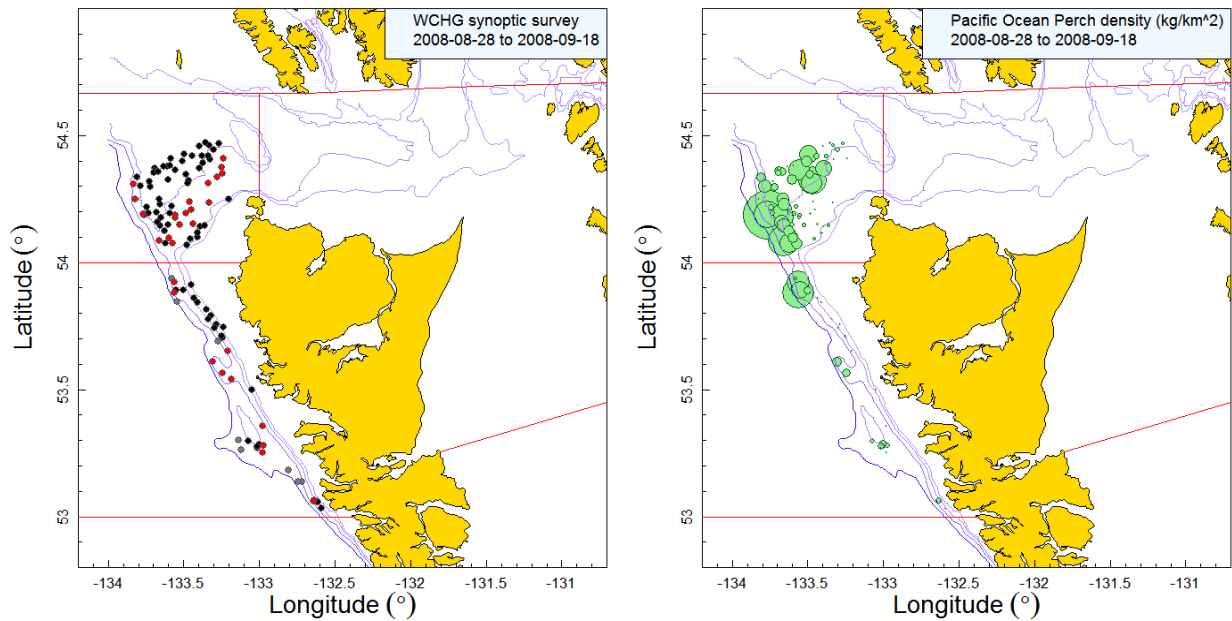 WCHG synoptic survey
2008-08-28 to 2008-09-18
54.5
54
53.5
53
Latitude (°)
-134 -133.5 -133 -132.5 -132 -131.5 -131
Longitude (°)
Pacific Ocean Perch density (kg/km^2)
2008-08-28 to 2008-09-18
54.5
54
53.5
53
Latitude (°)
-134 -133.5 -133 -132.5 -132 -131.5 -131
Longitude (°)